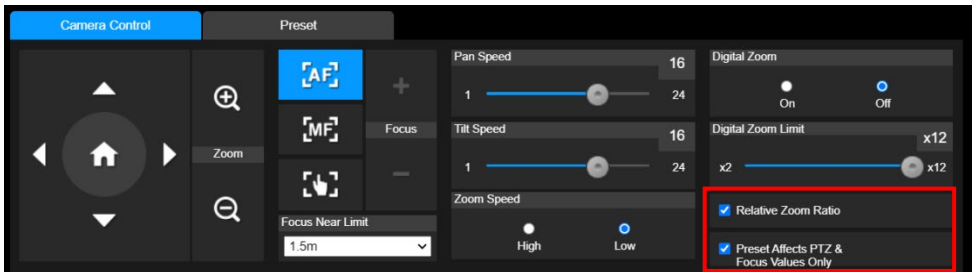 Camera Control
Preset
Zoom
AF
MF
Focus
Focus Near Limit
1.5m
Pan Speed
16
1
24
Tilt Speed
16
1
24
Zoom Speed
High
Low
Digital Zoom
On
Off
Digital Zoom Limit
x12
x2
x12
Relative Zoom Ratio
Preset Affects PTZ &
Focus Values Only